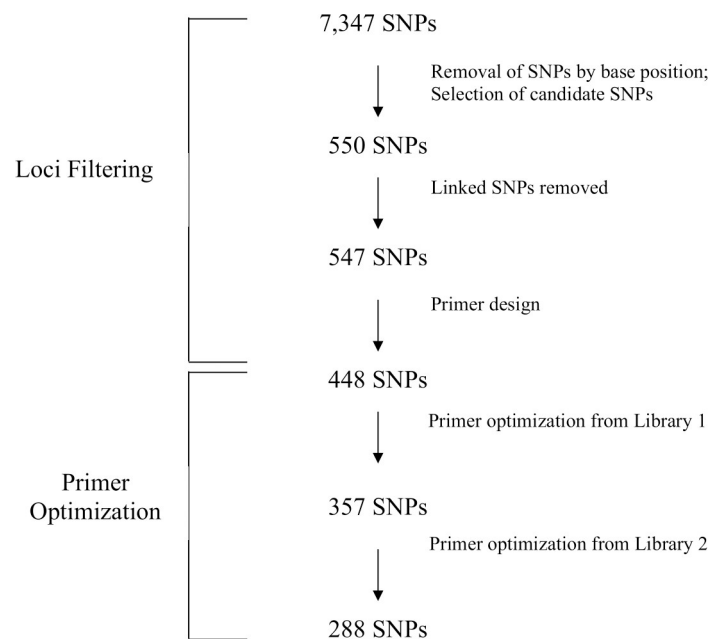 7,347 SNPs
Removal of SNPs by base position;
Selection of candidate SNPs
550 SNPs
Loci Filtering
Linked SNPs removed
547 SNPs
Primer design
448 SNPs
Primer optimization from Library 1
Primer
Optimization
357 SNPs
Primer optimization from Library 2
288 SNPs